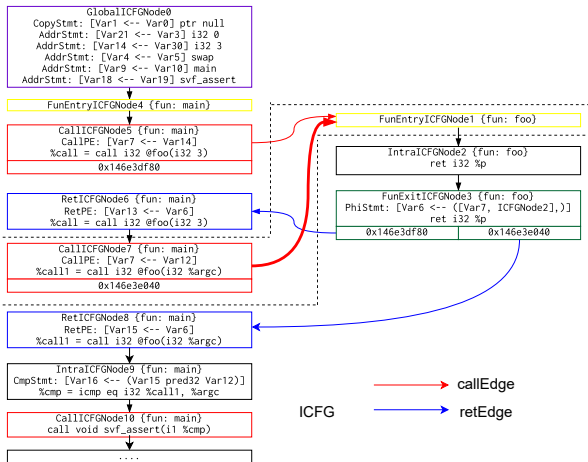 GlobalICFGNode0
CopyStmt: [Var1 <-- Var0] ptr null
AddrStmt: [Var21 <-- Var3] i32 0
AddrStmt: [Var14 <-- Var30] i32 3
AddrStmt: [Var4 <-- Var5] swap
AddrStmt: [Var9 <-- Var10] main
AddrStmt: [Var18 <-- Var19] svf_assert
FunEntryICFGNode4 {fun: main}
CallICFGNode5 {fun: main}
CallPE: [Var7 <-- Var14]
%call = call i32 @foo(i32 3)
0x146e3df80
RetICFGNode6 {fun: main}
RetPE: [Var13 <-- Var6]
%call = call i32 @foo(i32 3)
CallICFGNode7 {fun: main}
CallPE: [Var7 <-- Var12]
%call1 = call i32 @foo(i32 %argc)
0x146e3e040
RetICFGNode8 {fun: main}
RetPE: [Var15 <-- Var6]
%call1 = call i32 @foo(i32 %argc)
IntraICFGNode9 {fun: main}
CmpStmt: [Var16 <-- (Var15 pred32 Var12)]
%cmp = icmp eq i32 %call1, %argc
CallICFGNode10 {fun: main}
call void svf_assert(i1 %cmp)
....
FunEntryICFGNode1 {fun: foo}
IntraICFGNode2 {fun: foo}
ret i32 %p
FunExitICFGNode3 {fun: foo}
PhiStmt: [Var6 <-- ([Var7, ICFGNode2],)]
ret i32 %p
0x146e3df80 0x146e3e040
ICFG
callEdge
retEdge